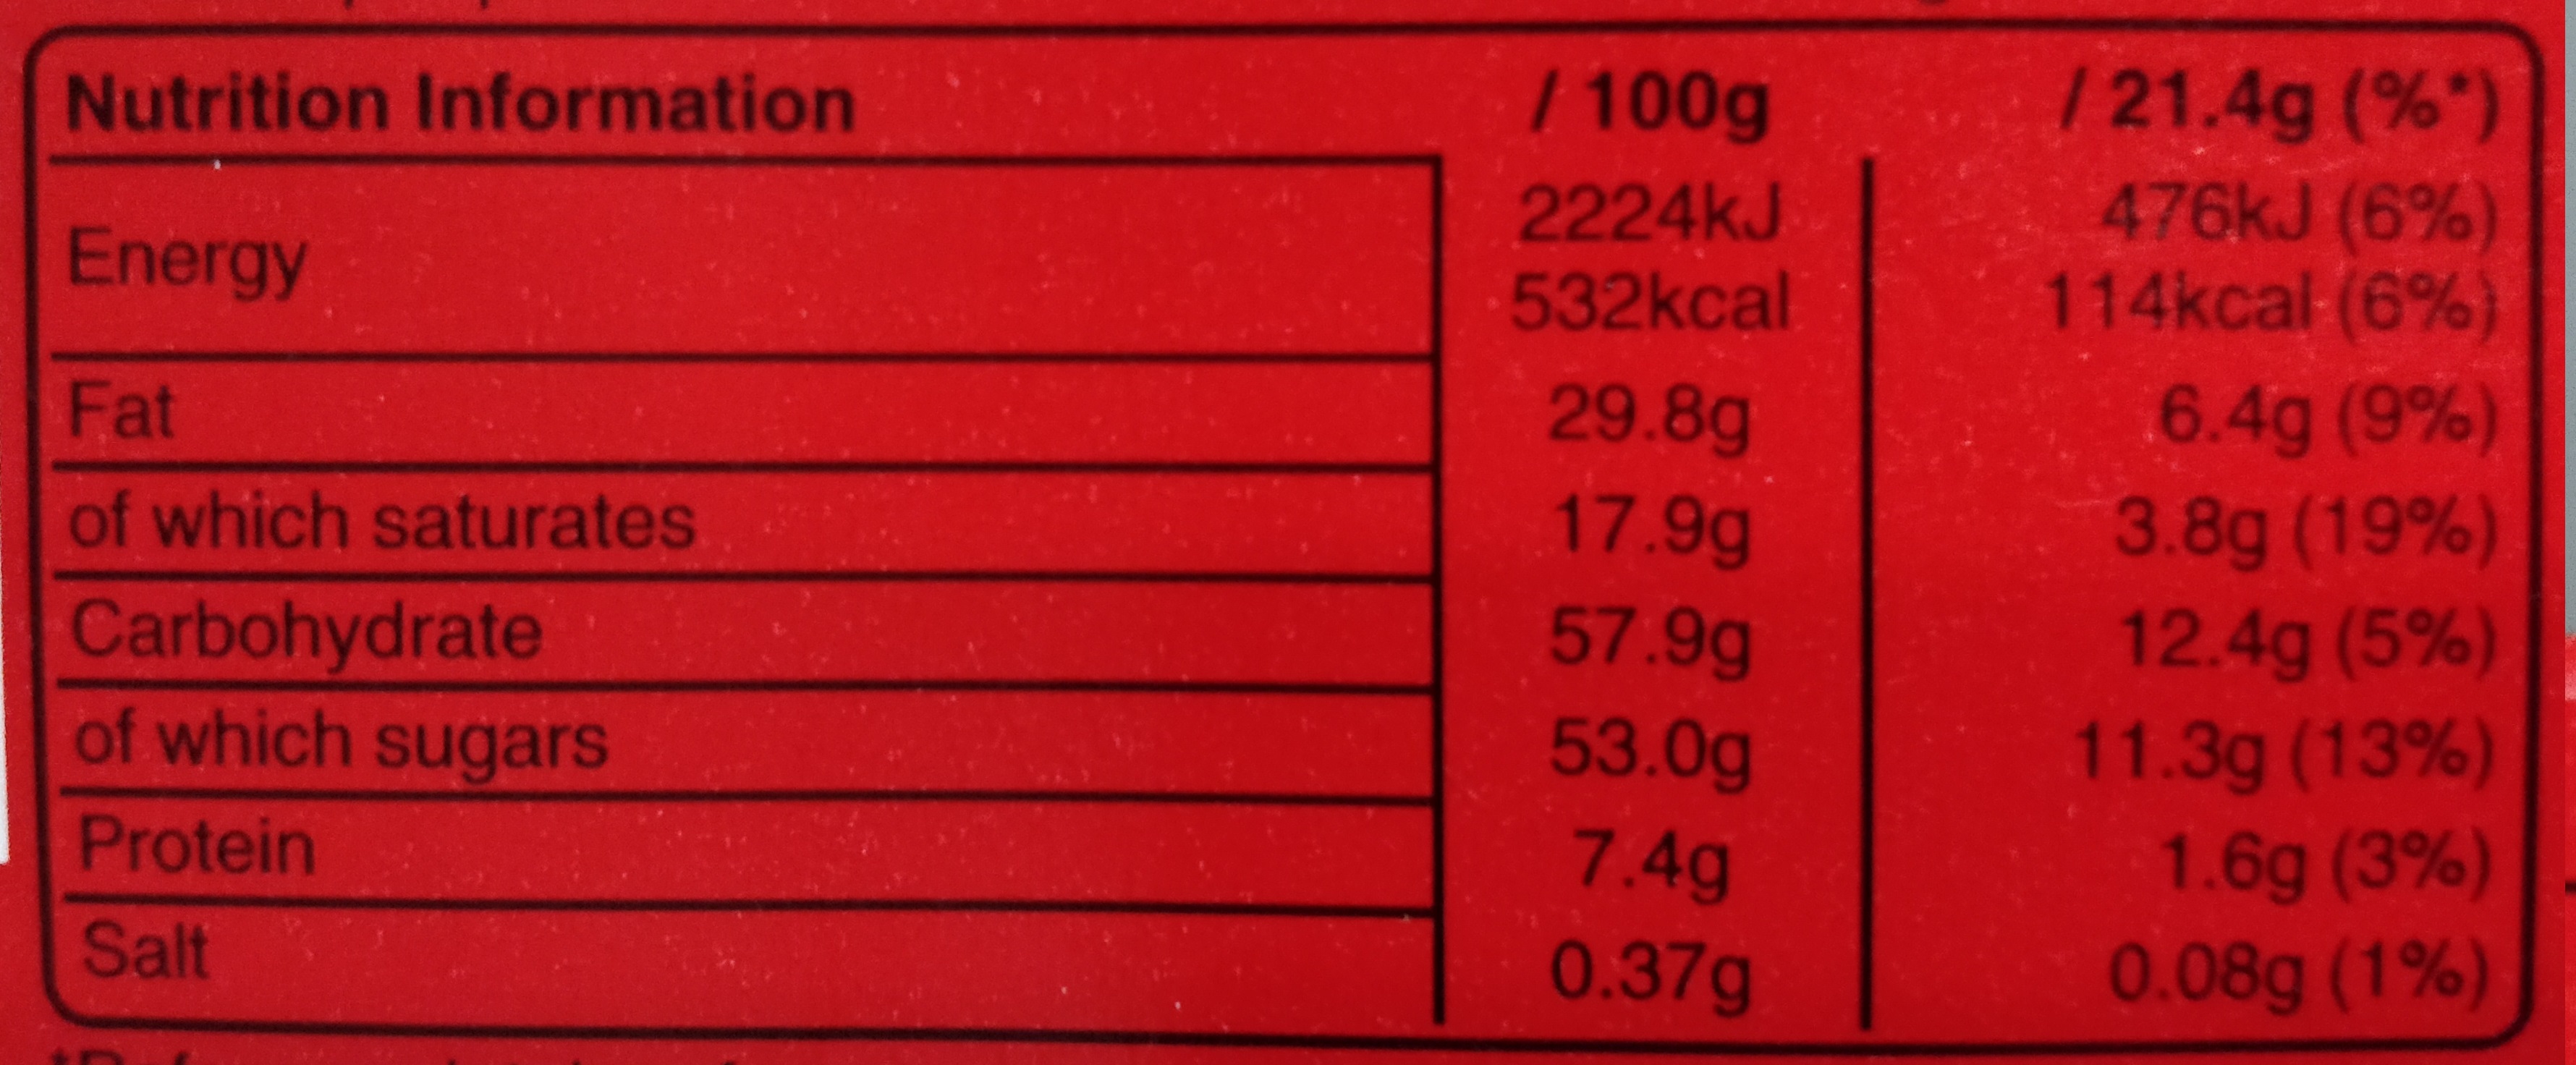 Nutrition Information / 100g / 21.4g (%*)
Energy 2224kJ 476kJ (6%)
532kcal 114kcal (6%)
Fat 29.8g 6.4g (9%)
of which saturates 17.9g 3.8g (19%)
Carbohydrate 57.9g 12.4g (5%)
of which sugars 53.0g 11.3g (13%)
Protein 7.4g 1.6g (3%)
Salt 0.37g 0.08g (1%)